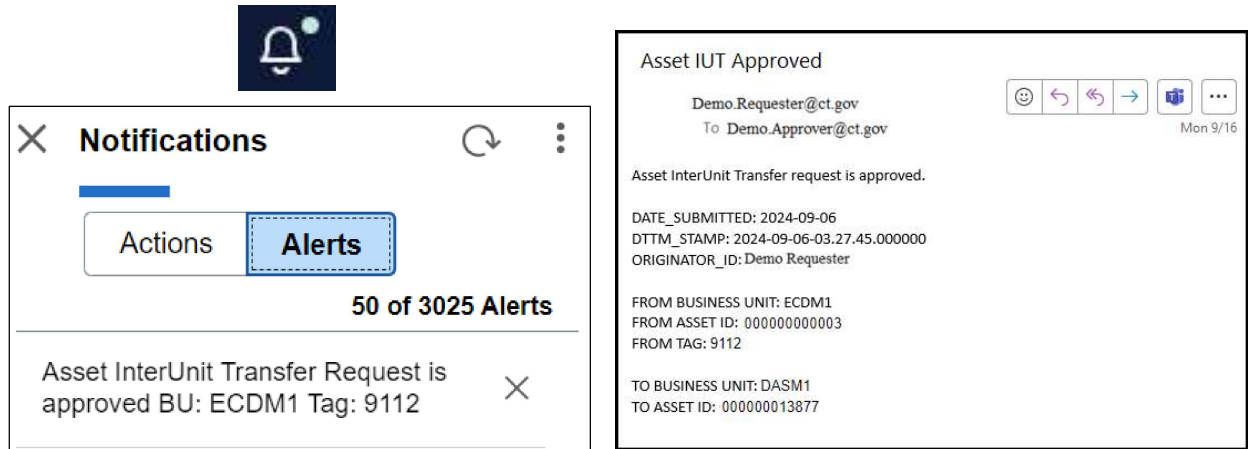 Notifications
Actions
Alerts
50 of 3025 Alerts
Asset InterUnit Transfer Request is
approved BU: ECDM1 Tag: 9112
Asset IUT Approved
Demo.Requester@ct.gov
To Demo.Approver@ct.gov
Mon 9/16
Asset InterUnit Transfer request is approved.
DATE_SUBMITTED: 2024-09-06
DTTM_STAMP: 2024-09-06-03.27.45.000000
ORIGINATOR_ID: Demo Requester
FROM BUSINESS UNIT: ECDM1
FROM ASSET ID: 000000000003
FROM TAG: 9112
TO BUSINESS UNIT: DASM1
TO ASSET ID: 000000013877